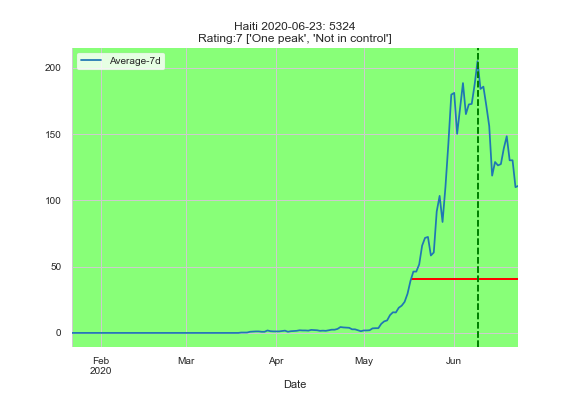 Haiti 2020-06-23: 5324
Rating:7 ['One peak', 'Not in control']
Average-7d
200
150
100
50
0
Feb
2020
Mar
Apr
May
Jun
Date